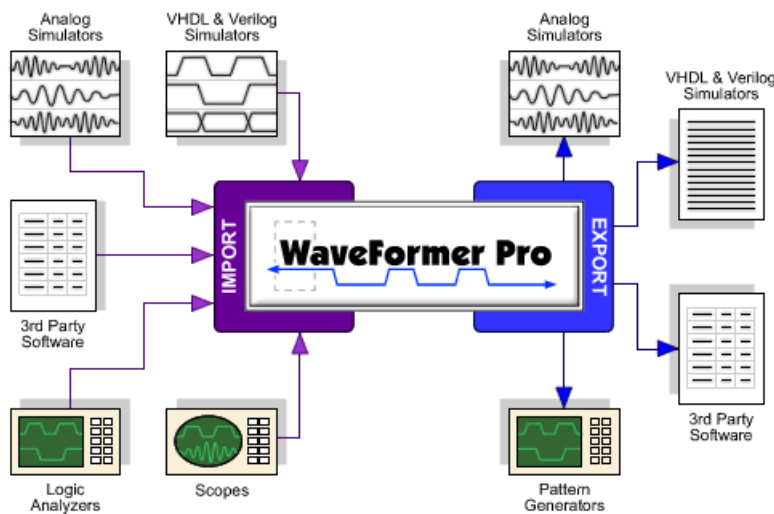 Analog
Simulators
VHDL & Verilog
Simulators
Analog
Simulators
VHDL & Verilog
Simulators
IMPORT
WaveFormer Pro
EXPORT
3rd Party
Software
3rd Party
Software
Logic
Analyzers
Scopes
Pattern
Generators